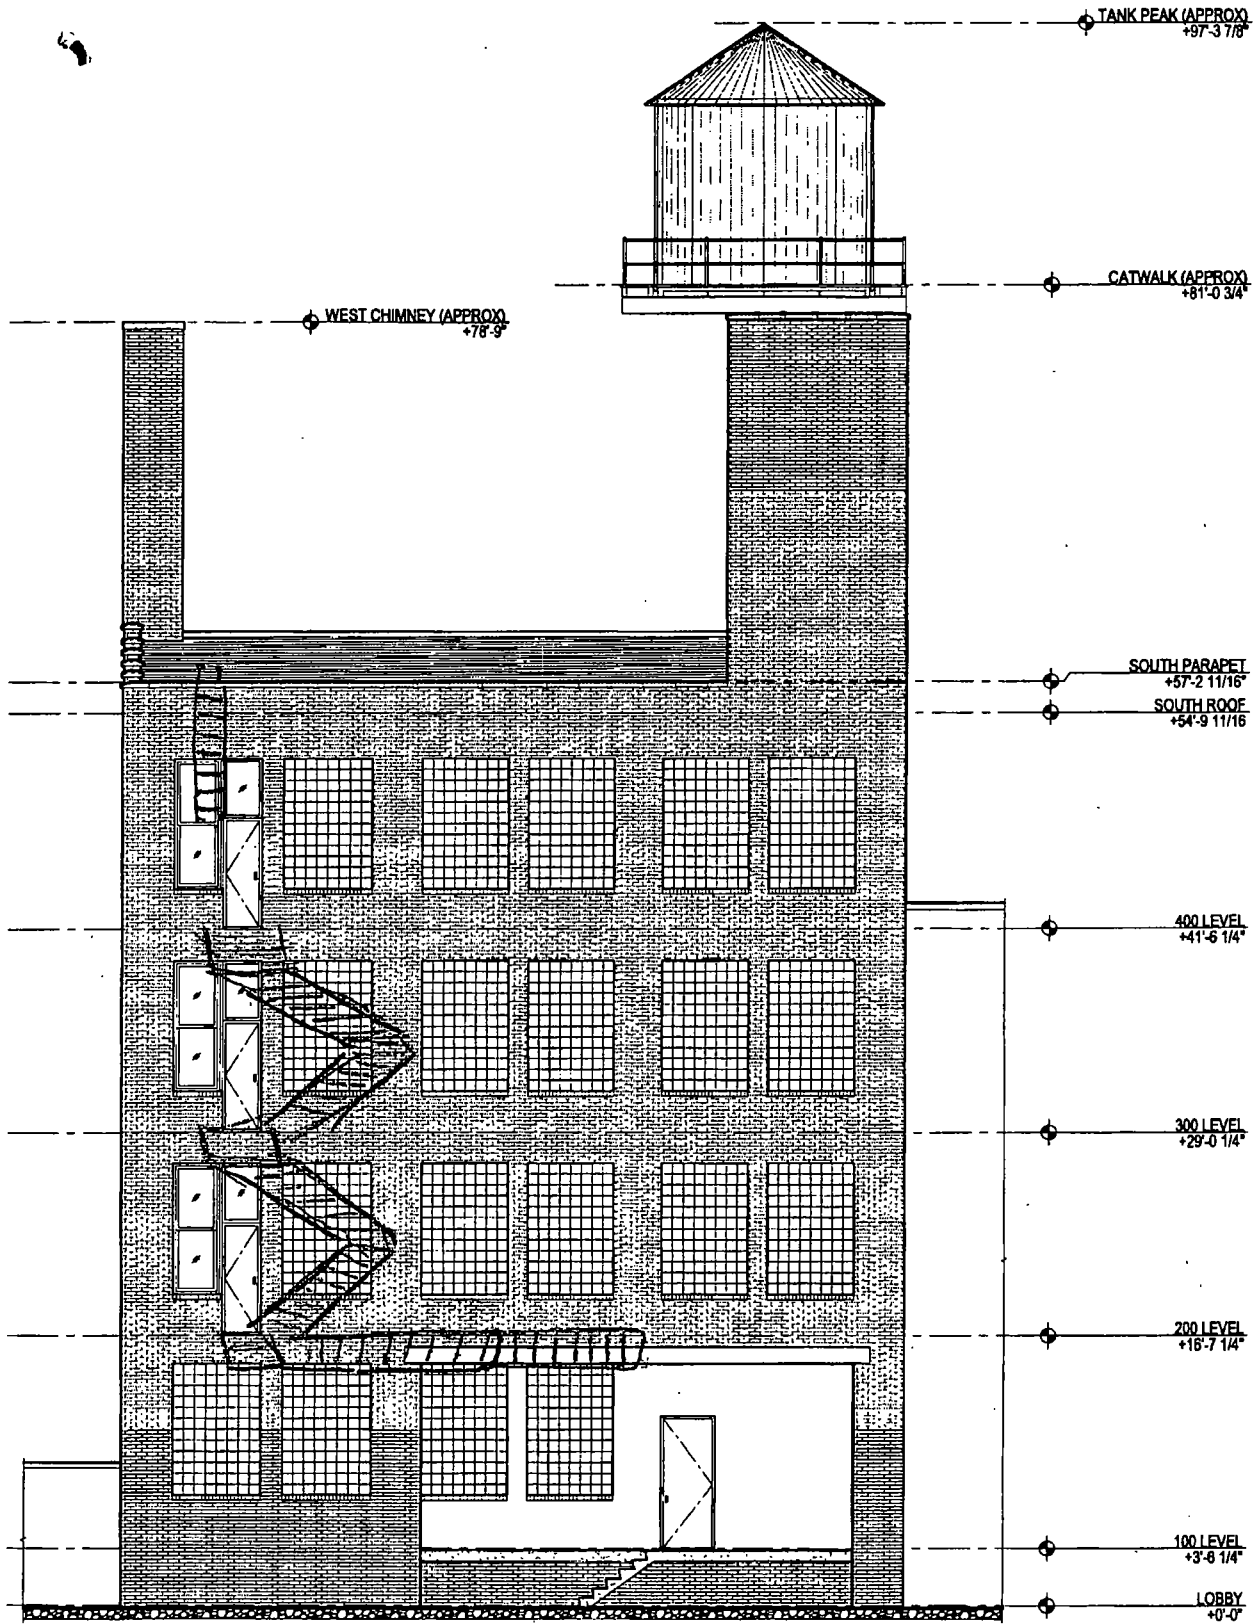 TANK PEAK (APPROX)
+97'-3 7/8"
CATWALK (APPROX)
+81'-0 3/4"
WEST CHIMNEY (APPROX)
+78'-9"
SOUTH PARAPET
+57'-2 11/16"
SOUTH ROOF
+54'-9 11/16
400 LEVEL
+41'-6 1/4"
300 LEVEL
+29'-0 1/4"
200 LEVEL
+16'-7 1/4"
100 LEVEL
+3'-6 1/4"
LOBBY
+0'-0"